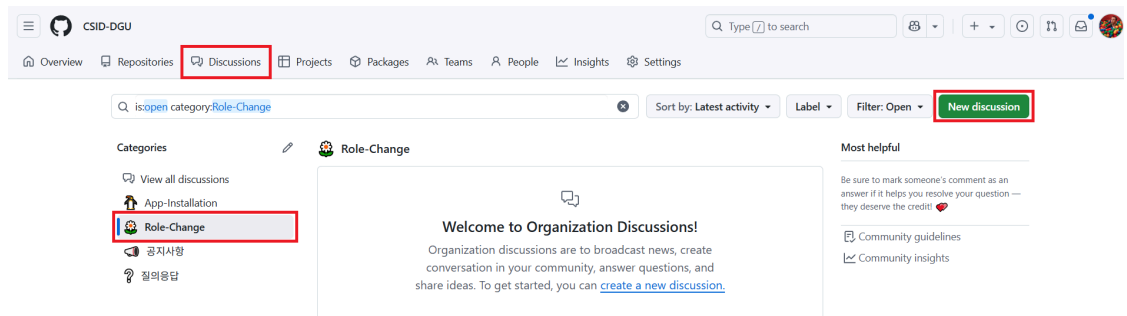 CSID-DGU
Type / to search
Overview
Repositories
Discussions
Projects
Packages
Teams
People
Insights
Settings
is:open category:Role-Change
Sort by: Latest activity
Label
Filter: Open
New discussion
Categories
View all discussions
App-Installation
Role-Change
공지사항
질의응답
Role-Change
Welcome to Organization Discussions!
Organization discussions are to broadcast news, create
conversation in your community, answer questions, and
share ideas. To get started, you can create a new discussion.
Most helpful
Be sure to mark someone's comment as an
answer if it helps you resolve your question —
they deserve the credit!
Community guidelines
Community insights